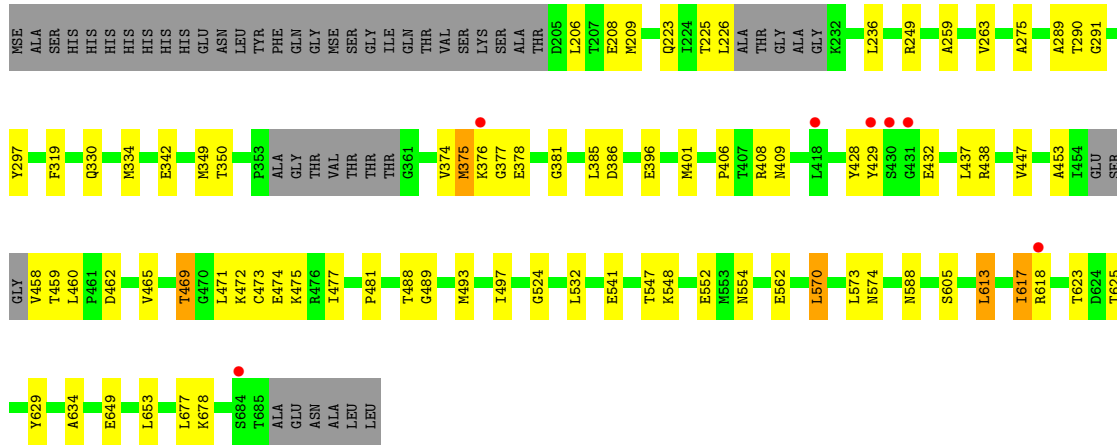 MSE ALA SER HIS HIS HIS HIS HIS HIS GLU ASN LEU TYR PHE GLN GLY MSE SER GLY ILE GLN THR VAL SER LYS SER ALA THR D205 L206 T207 E208 M209 Q223 I224 T225 L226 ALA THR GLY ALA GLY K232 L236 R249 A259 V263 A275 A289 T290 G291
Y297 F319 Q330 M334 E342 M349 T350 P353 ALA GLY THR VAL THR THR THR G361 V374 M375 K376 G377 E378 G381 L385 D386 E396 M401 P406 T407 R408 N409 L418 Y428 Y429 S430 G431 E432 L437 R438 V447 A453 I454 GLU SER
GLY V458 T459 L460 P461 D462 V465 T469 G470 L471 K472 C473 E474 K475 R476 I477 P481 T488 G489 M493 I497 G524 L532 E541 T547 K548 E552 M553 N554 E562 L570 L573 N574 N588 S605 L613 I617 R618 T623 D624 T625
Y629 A634 E649 L653 L677 K678 S684 T685 ALA GLU ASN ALA LEU LEU